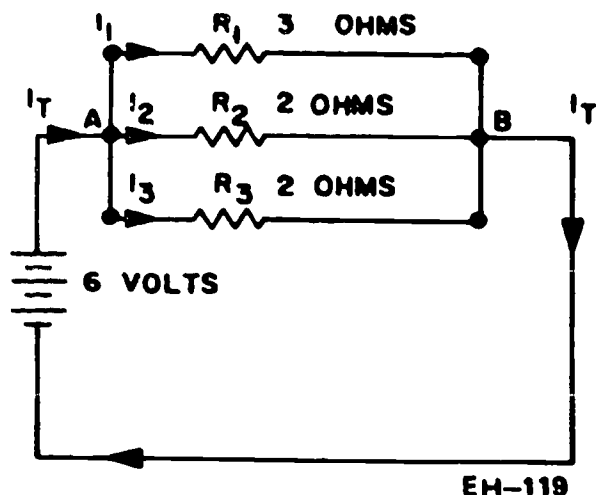 I1 R1 3 OHMS
IT A I2 R2 2 OHMS B IT
I3 R3 2 OHMS
6 VOLTS
EH-119